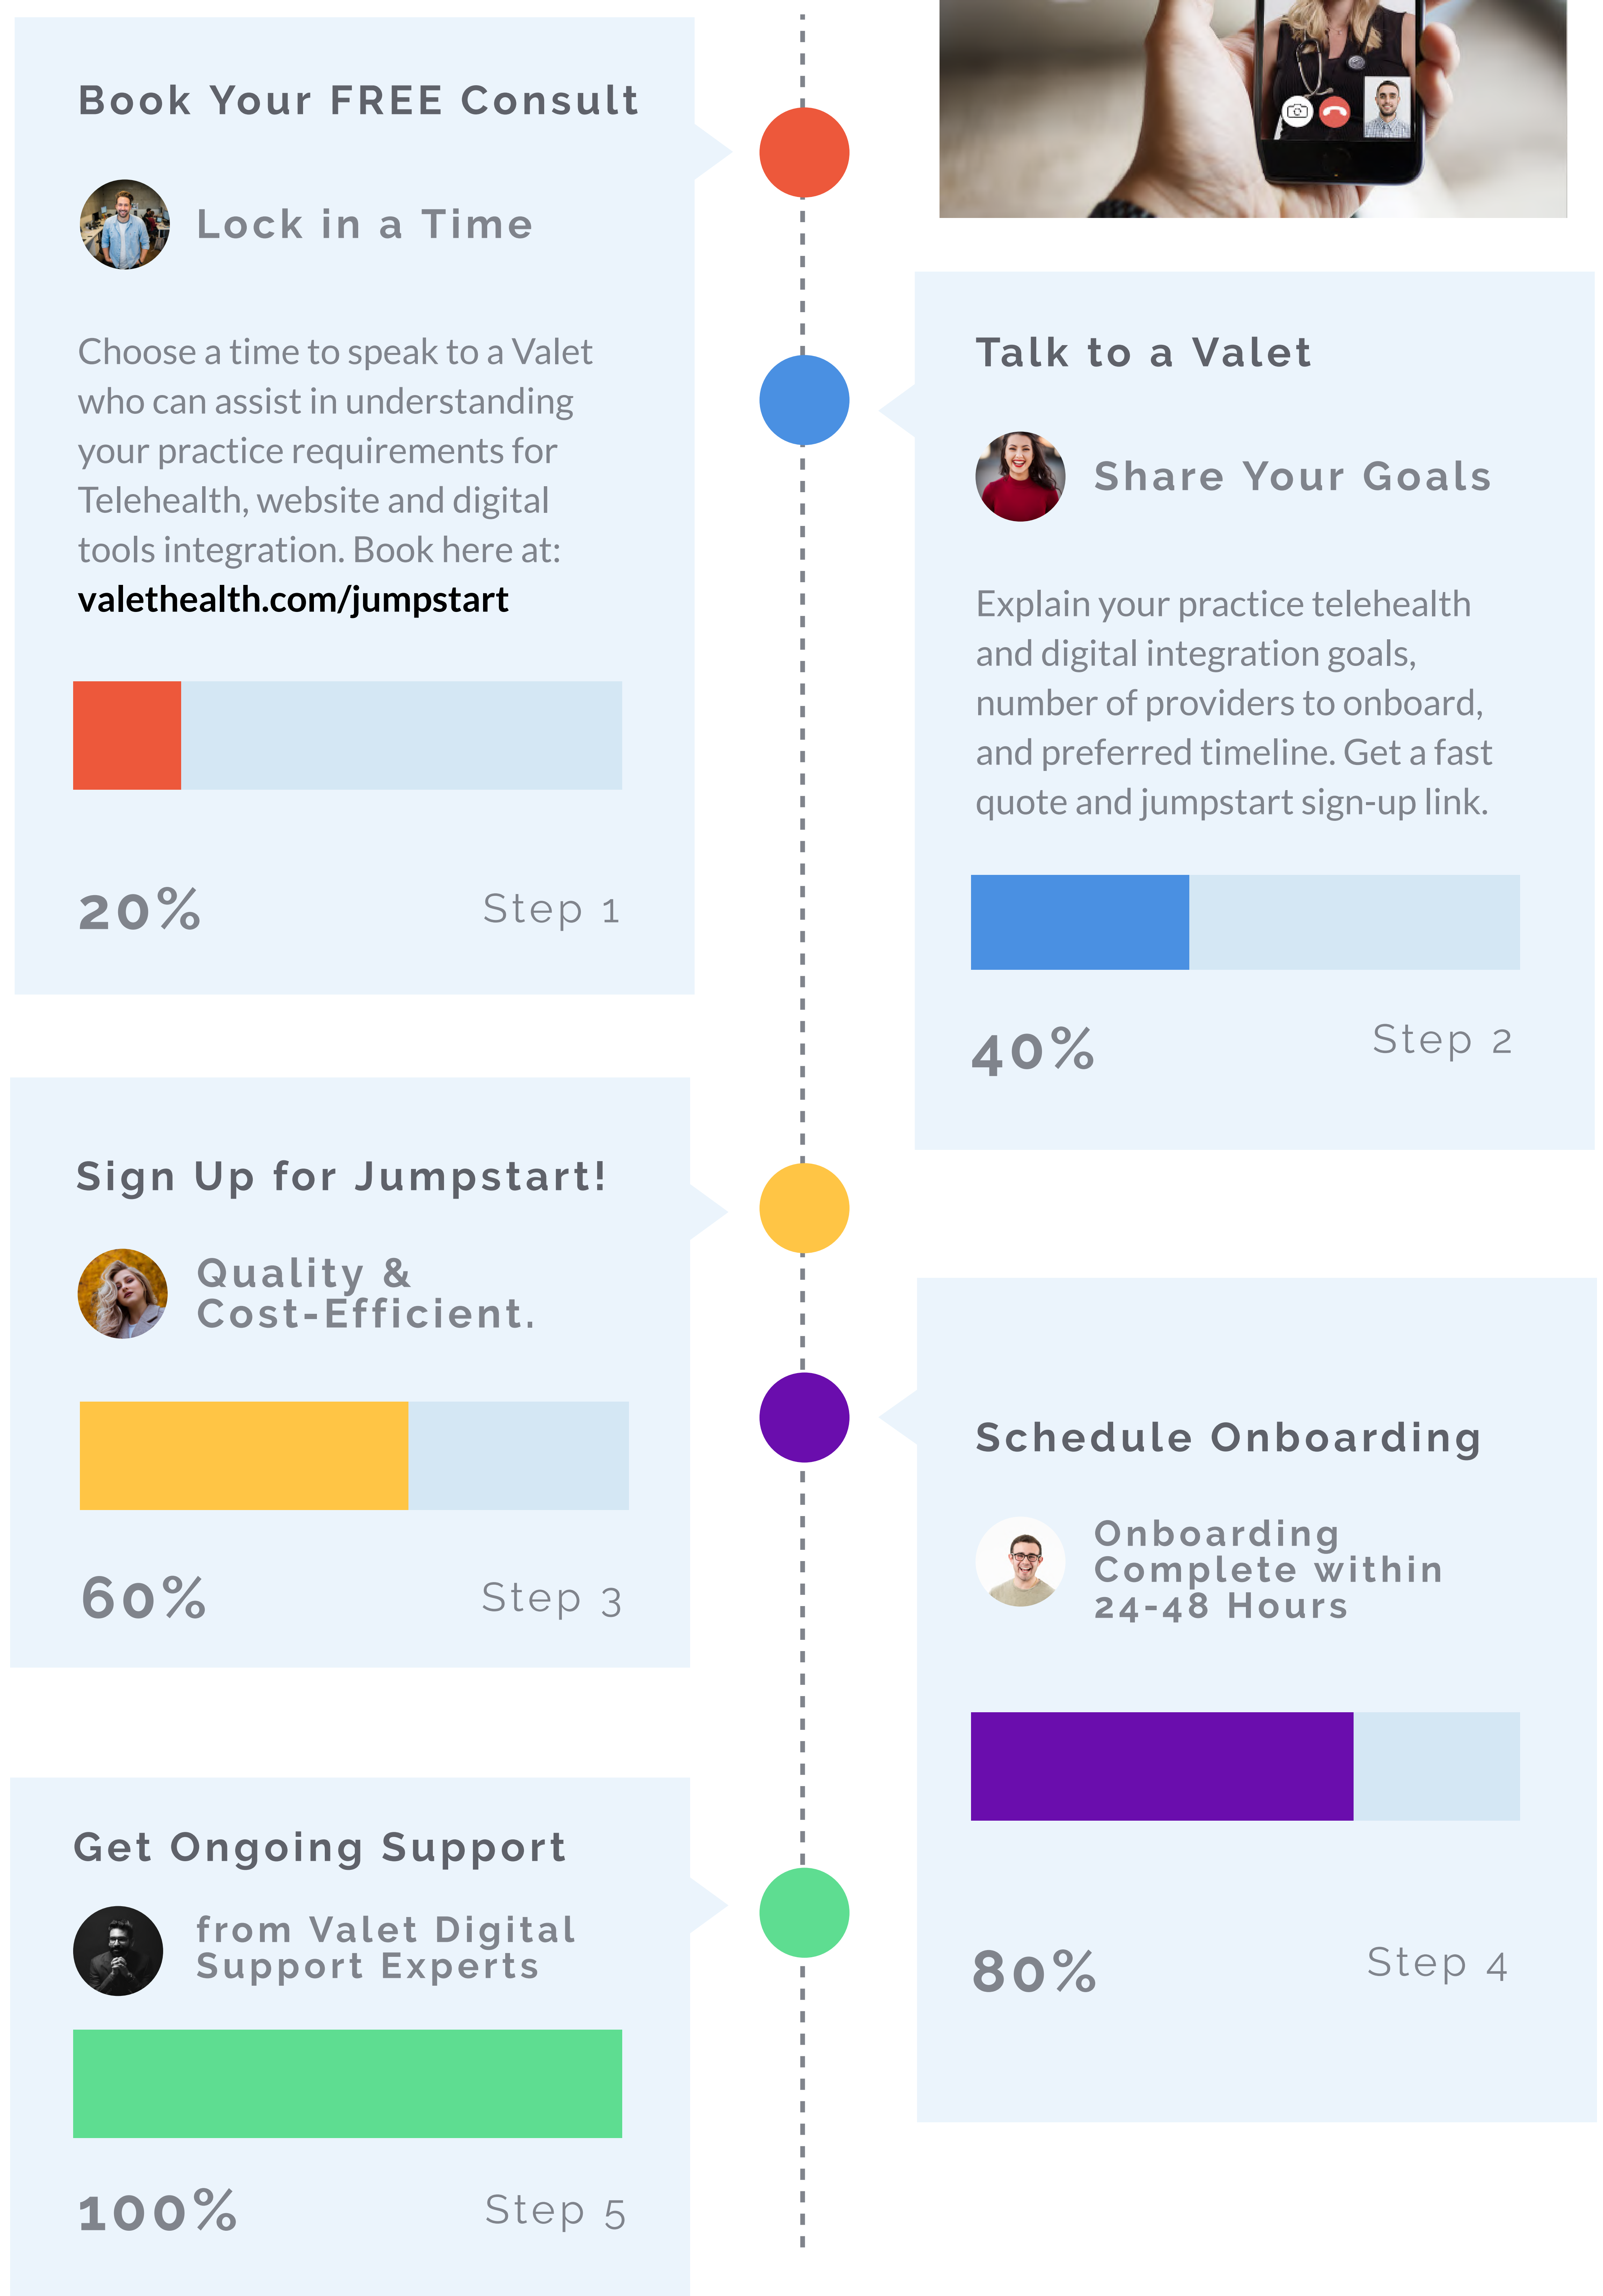 Book Your FREE Consult
Lock in a Time
Choose a time to speak to a Valet
who can assist in understanding
your practice requirements for
Telehealth, website and digital
tools integration. Book here at:
valethealth.com/jumpstart
20%
Step 1
Talk to a Valet
Share Your Goals
Explain your practice telehealth
and digital integration goals,
number of providers to onboard,
and preferred timeline. Get a fast
quote and jumpstart sign-up link.
40%
Step 2
Sign Up for Jumpstart!
Quality &
Cost-Efficient.
60%
Step 3
Schedule Onboarding
Onboarding
Complete within
24-48 Hours
80%
Step 4
Get Ongoing Support
from Valet Digital
Support Experts
100%
Step 5